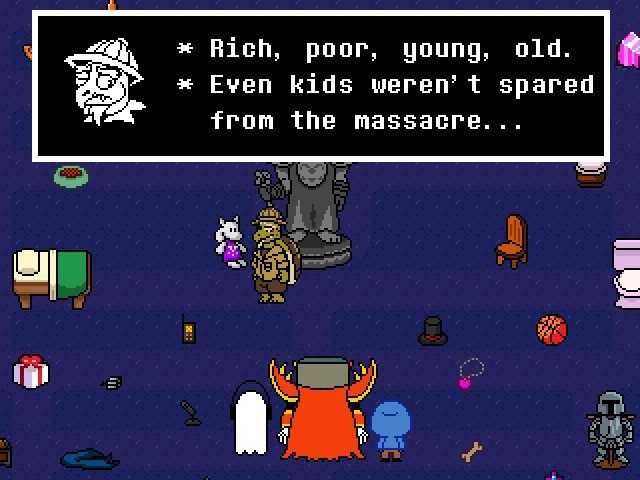 * Rich, poor, young, old.
* Even kids weren't spared
from the massacre...